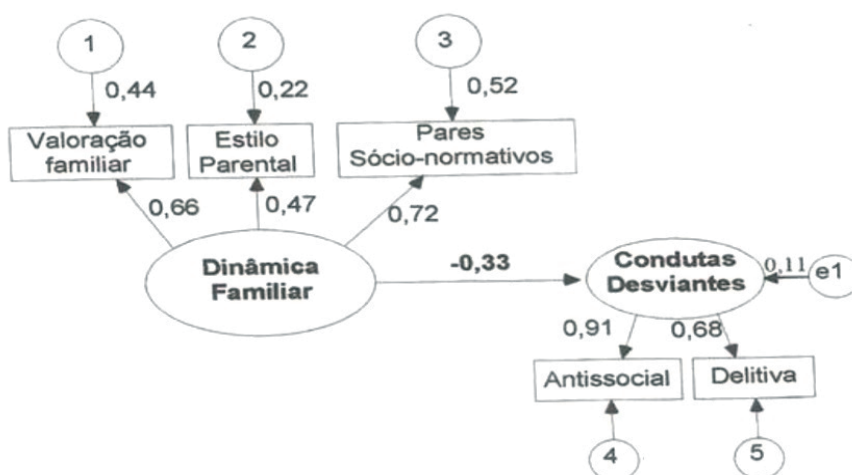 1
2
3
0,44
0,22
0,52
Valoração
familiar
Estilo
Parental
Pares
Sócio-normativos
0,66
0,47
0,72
Dinâmica
Familiar
-0,33
Condutas
Desviantes
0,11
e1
0,91
0,68
Antissocial
Delitiva
4
5